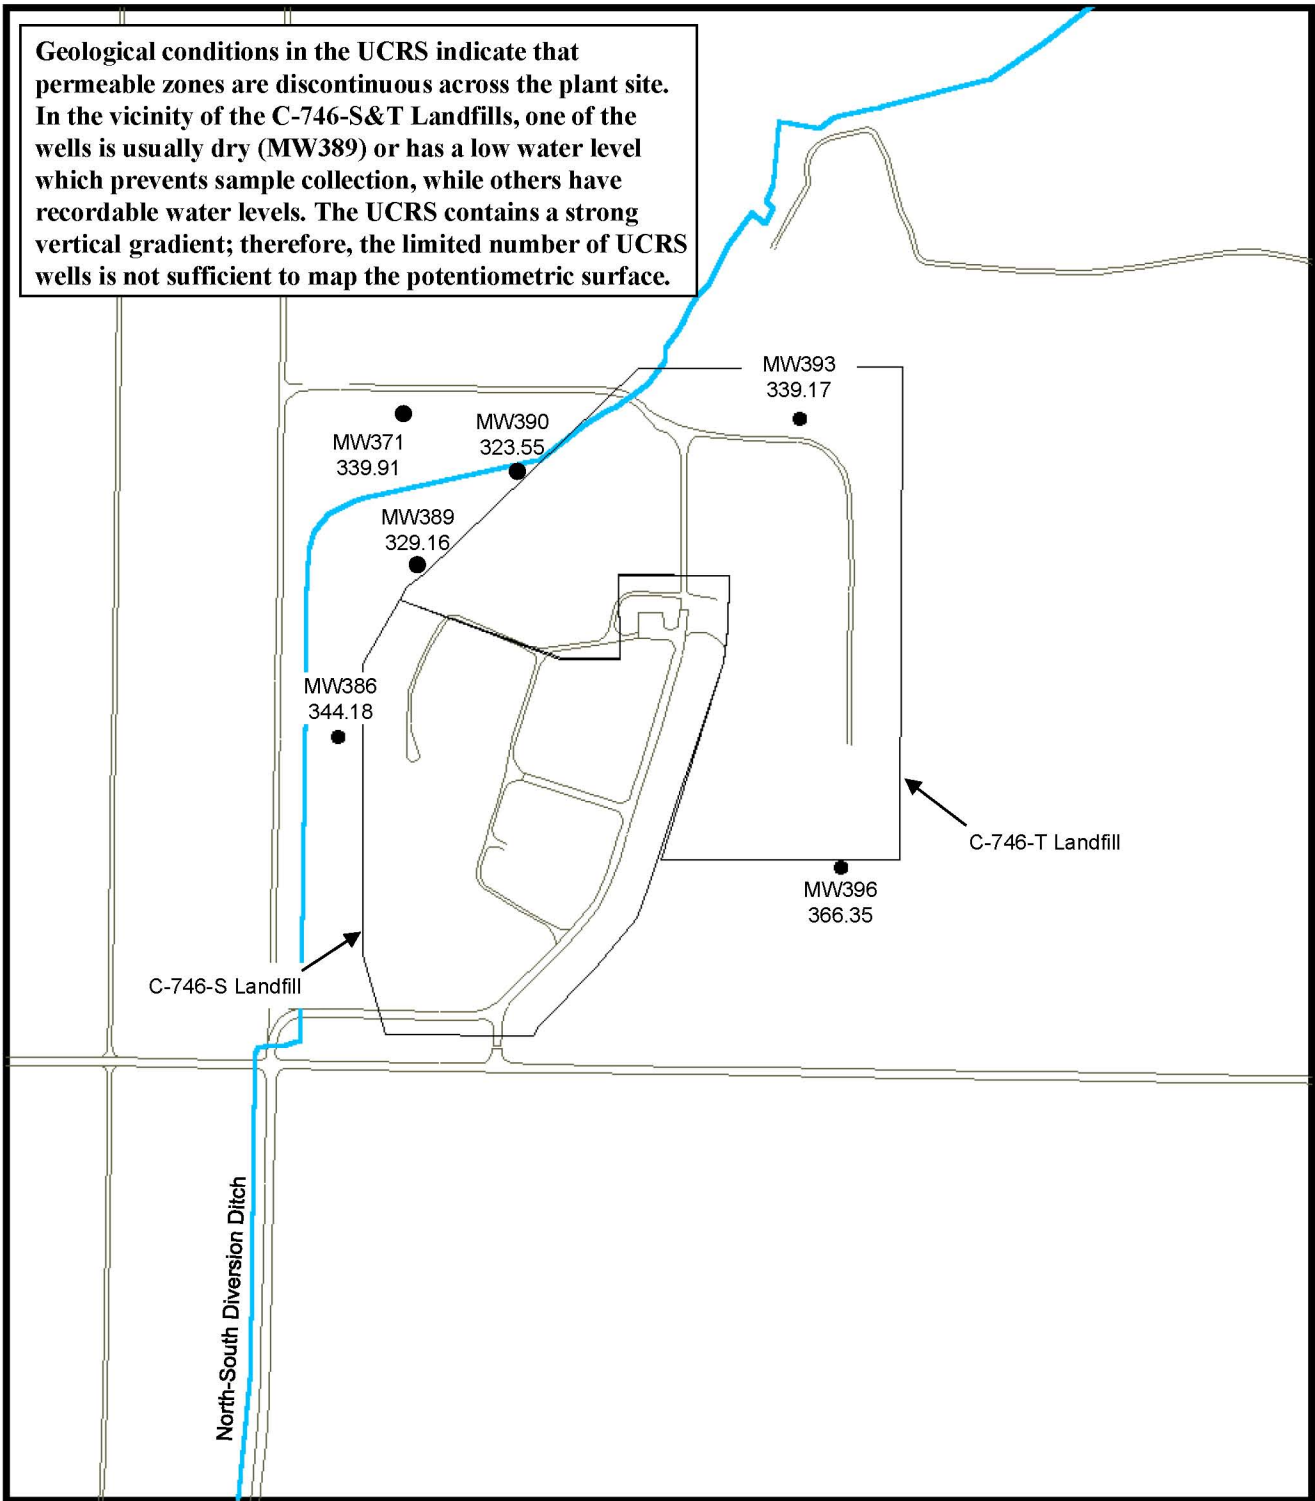 Geological conditions in the UCRS indicate that
permeable zones are discontinuous across the plant site.
In the vicinity of the C-746-S&T Landfills, one of the
wells is usually dry (MW389) or has a low water level
which prevents sample collection, while others have
recordable water levels. The UCRS contains a strong
vertical gradient; therefore, the limited number of UCRS
wells is not sufficient to map the potentiometric surface.
MW393
339.17
MW371
339.91
MW390
323.55
MW389
329.16
MW386
344.18
C-746-T Landfill
MW396
366.35
C-746-S Landfill
North-South Diversion Ditch